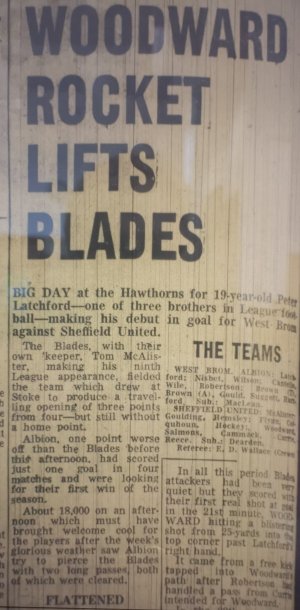 WOODWARD
ROCKET
LIFTS
BLADES
BIG DAY at the Hawthorns for 19-year-old Peter
Latchford—one of three brothers in League foot-
ball—making his debut in goal for West Brom
against Sheffield United.
The Blades, with their
own 'keeper, Tom McAlis-
ter, making his ninth
League appearance, fielded
the team which drew at
Stoke to produce a travel-
ling opening of three points
from four—but still without
a home point.
Albion, one point worse
off than the Blades before
this afternoon, had scored
just one goal in four
matches and were looking
for their first win of the
season.
About 18,000 on an after-
noon which must have
brought welcome cool for
the players after the week's
glorious weather saw Albion
try to pierce the Blades
with two long passes, both
of which were cleared.
FLATTENED
THE TEAMS
WEST BROM. ALBION
ford; Nisbet, Wilson,
Wile, Robertson; Brown
Brown (A), Gould, Suggett,
ford. Sub.:
SHEFFIELD UNITED:
Goulding, Hemsley; Flynn,
quhoun, Hockey; Woodward,
Salmons, Cammack,
Reece. Sub.: Dearden.
Referee: E. D. Wallace
In all this period Blades
attackers had been very
quiet but they scored with
their first real shot at goal
in the 21st minute, WOOD-
WARD hitting a blistering
shot from 25-yards into the
top corner past Latchford's
right hand.
It came from a free kick
tapped into Woodward's
path after Robertson had
handled a pass from Currie
intended for Woodward.